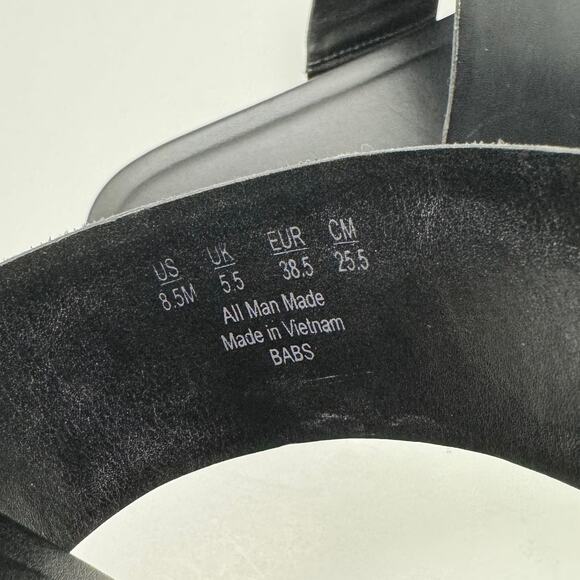 US UK EUR CM
8.5M 5.5 38.5 25.5
All Man Made
Made in Vietnam
BABS